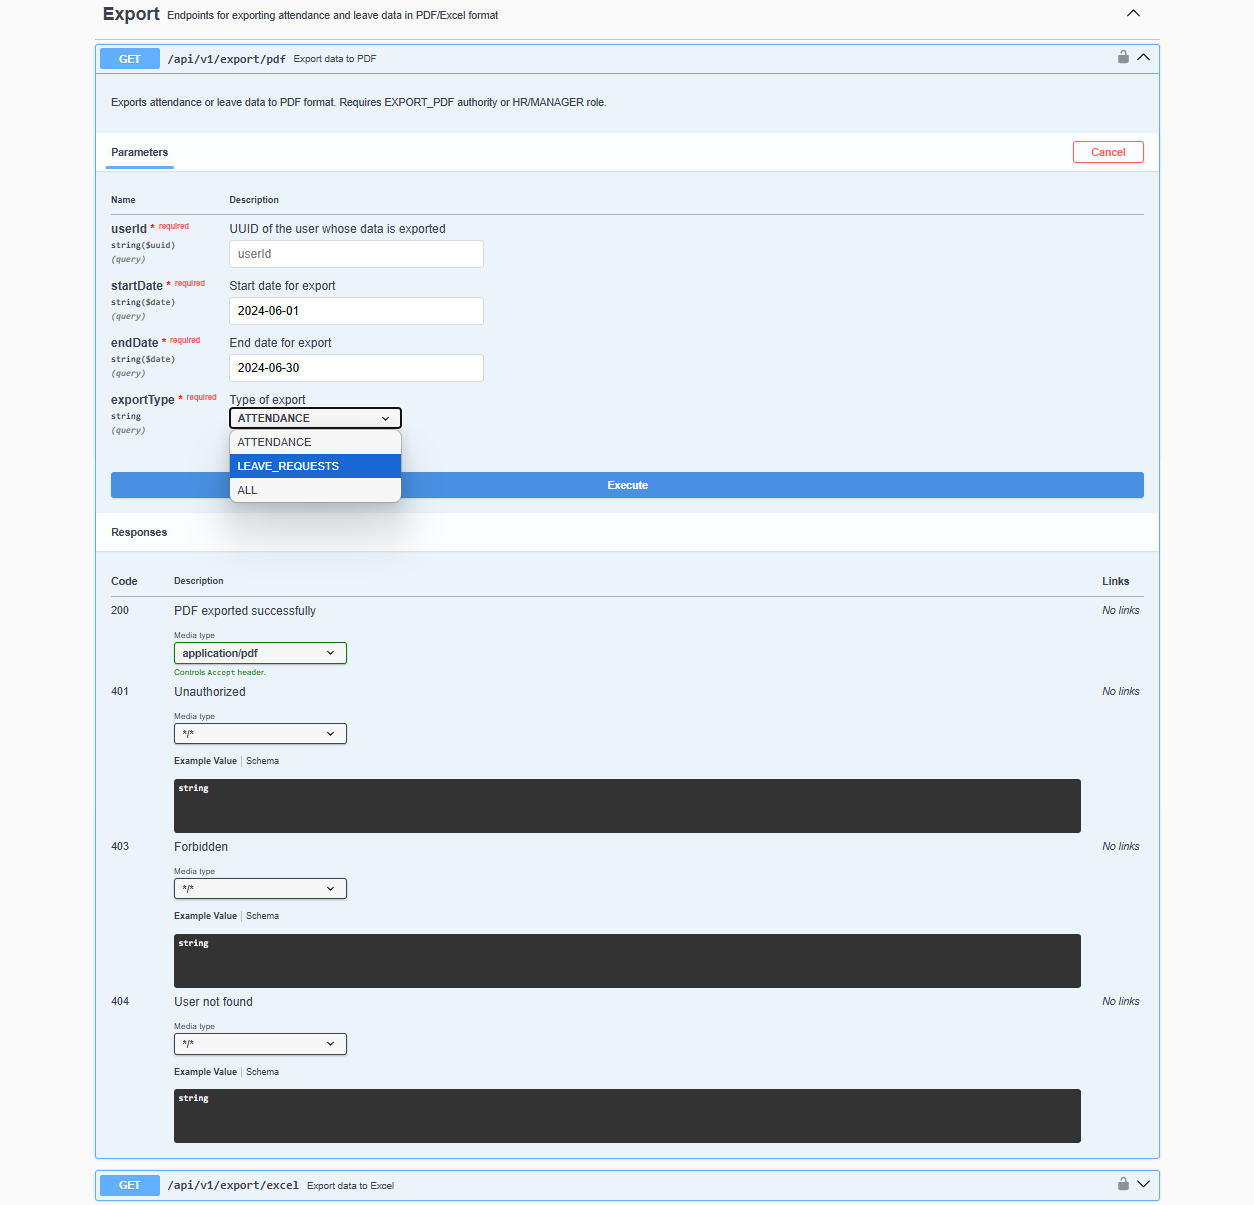 Export Endpoints for exporting attendance and leave data in PDF/Excel format
GET /api/v1/export/pdf Export data to PDF
Exports attendance or leave data to PDF format. Requires EXPORT_PDF authority or HR/MANAGER role.
Parameters Cancel
Name Description
userId * required UUID of the user whose data is exported
string($uuid)
(query)
userId
startDate * required Start date for export
string($date)
(query)
2024-06-01
endDate * required End date for export
string($date)
(query)
2024-06-30
exportType * required Type of export
string
(query)
ATTENDANCE
ATTENDANCE
LEAVE_REQUESTS
ALL
Execute
Responses
Code Description Links
200 PDF exported successfully No links
Media type
application/pdf
Controls Accept header.
401 Unauthorized No links
Media type
*/*
Example Value | Schema
string
403 Forbidden No links
Media type
*/*
Example Value | Schema
string
404 User not found No links
Media type
*/*
Example Value | Schema
string
GET /api/v1/export/excel Export data to Excel